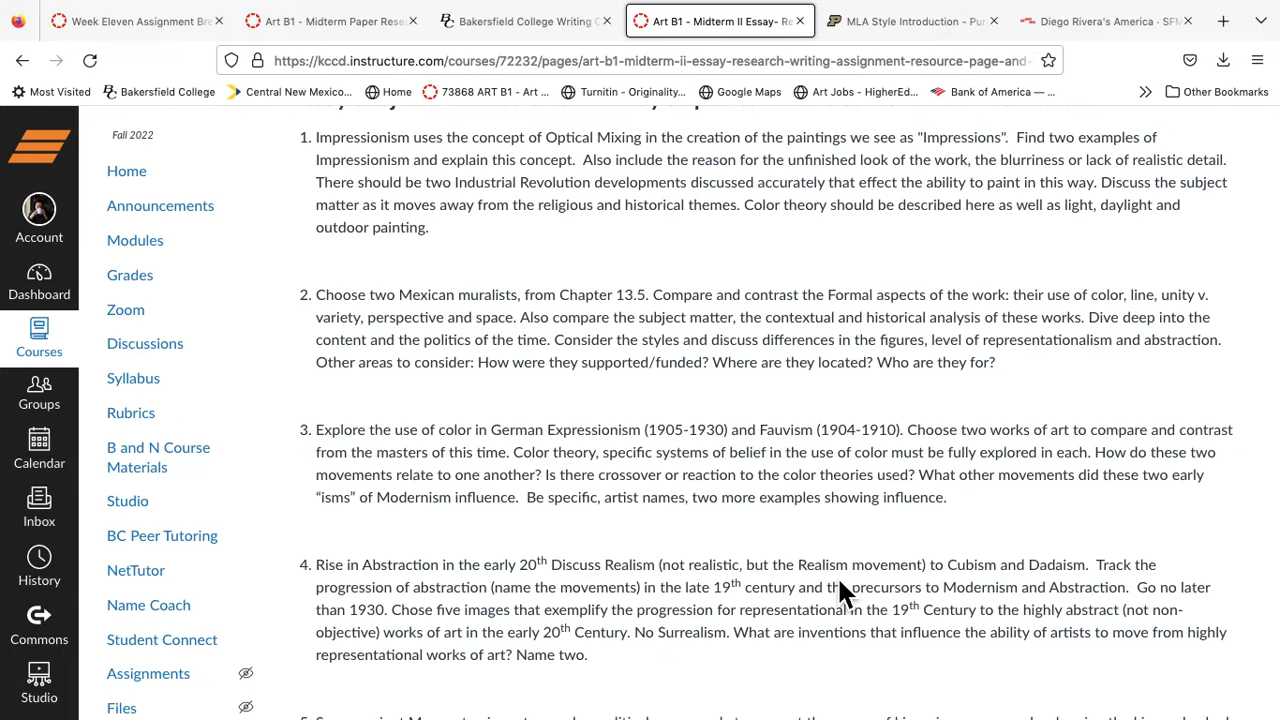 Week Eleven Assignment Bre
Art B1 - Midterm Paper Resea
Bakersfield College Writing C
Art B1 - Midterm II Essay- Re
MLA Style Introduction - Pur
Diego Rivera's America · SFM
https://kccd.instructure.com/courses/72232/pages/art-b1-midterm-ii-essay-research-writing-assignment-resource-page-and-
Most Visited
Bakersfield College
Central New Mexico...
Home
73868 ART B1 - Art ...
Turnitin - Originality...
Google Maps
Art Jobs - HigherEd...
Bank of America — ...
Other Bookmarks
Account
Dashboard
Courses
Groups
Calendar
Inbox
History
Commons
Studio
Fall 2022
Home
Announcements
Modules
Grades
Zoom
Discussions
Syllabus
Rubrics
B and N Course
Materials
Studio
BC Peer Tutoring
NetTutor
Name Coach
Student Connect
Assignments
Files
1. Impressionism uses the concept of Optical Mixing in the creation of the paintings we see as "Impressions". Find two examples of
Impressionism and explain this concept. Also include the reason for the unfinished look of the work, the blurriness or lack of realistic detail.
There should be two Industrial Revolution developments discussed accurately that effect the ability to paint in this way. Discuss the subject
matter as it moves away from the religious and historical themes. Color theory should be described here as well as light, daylight and
outdoor painting.
2. Choose two Mexican muralists, from Chapter 13.5. Compare and contrast the Formal aspects of the work: their use of color, line, unity v.
variety, perspective and space. Also compare the subject matter, the contextual and historical analysis of these works. Dive deep into the
content and the politics of the time. Consider the styles and discuss differences in the figures, level of representationalism and abstraction.
Other areas to consider: How were they supported/funded? Where are they located? Who are they for?
3. Explore the use of color in German Expressionism (1905-1930) and Fauvism (1904-1910). Choose two works of art to compare and contrast
from the masters of this time. Color theory, specific systems of belief in the use of color must be fully explored in each. How do these two
movements relate to one another? Is there crossover or reaction to the color theories used? What other movements did these two early
“isms” of Modernism influence. Be specific, artist names, two more examples showing influence.
4. Rise in Abstraction in the early 20th Discuss Realism (not realistic, but the Realism movement) to Cubism and Dadaism. Track the
progression of abstraction (name the movements) in the late 19th century and the precursors to Modernism and Abstraction. Go no later
than 1930. Chose five images that exemplify the progression for representational in the 19th Century to the highly abstract (not non-
objective) works of art in the early 20th Century. No Surrealism. What are inventions that influence the ability of artists to move from highly
representational works of art? Name two.